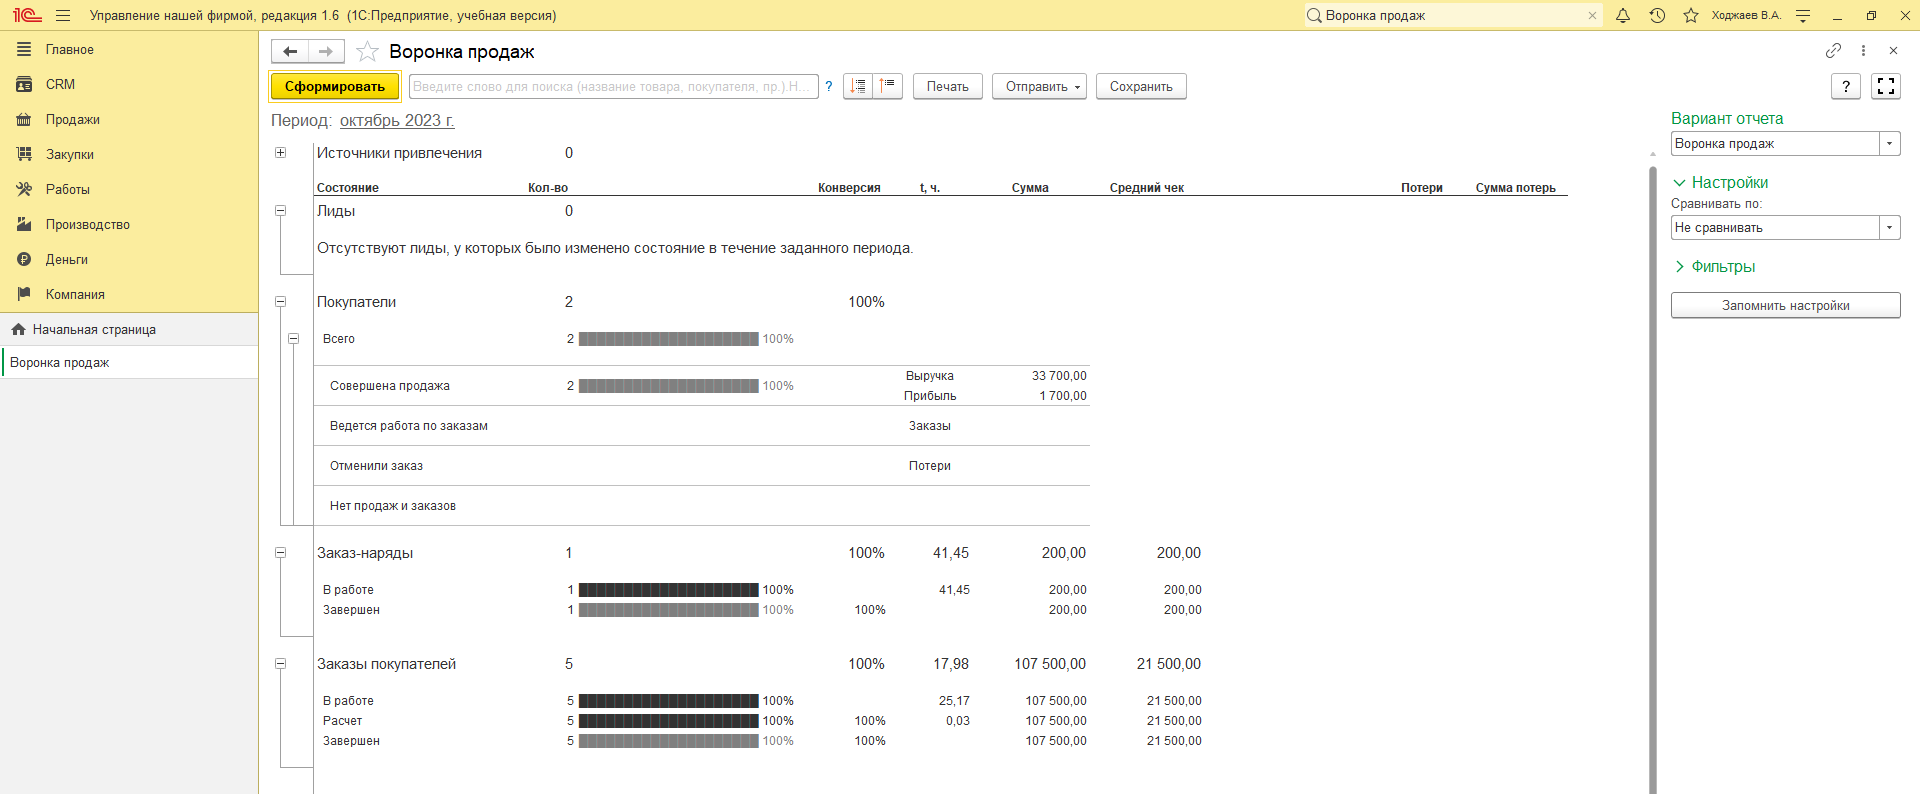 1С Управление нашей фирмой, редакция 1.6 (1С:Предприятие, учебная версия) Воронка продаж Ходжаев В.А.
Главное
CRM
Продажи
Закупки
Работы
Производство
Деньги
Компания
Начальная страница
Воронка продаж
Воронка продаж
Сформировать Введите слово для поиска (название товара, покупателя, пр.).Н... ? Печать Отправить Сохранить ?
Период: октябрь 2023 г.
Источники привлечения 0
Состояние Кол-во Конверсия t, ч. Сумма Средний чек Потери Сумма потерь
Лиды 0
Отсутствуют лиды, у которых было изменено состояние в течение заданного периода.
Покупатели 2 100%
Всего 2 100%
Совершена продажа 2 100% Выручка 33 700,00
Прибыль 1 700,00
Ведется работа по заказам Заказы
Отменили заказ Потери
Нет продаж и заказов
Заказ-наряды 1 100% 41,45 200,00 200,00
В работе 1 100% 41,45 200,00 200,00
Завершен 1 100% 100% 200,00 200,00
Заказы покупателей 5 100% 17,98 107 500,00 21 500,00
В работе 5 100% 25,17 107 500,00 21 500,00
Расчет 5 100% 100% 0,03 107 500,00 21 500,00
Завершен 5 100% 100% 107 500,00 21 500,00
Вариант отчета
Воронка продаж
Настройки
Сравнивать по:
Не сравнивать
Фильтры
Запомнить настройки